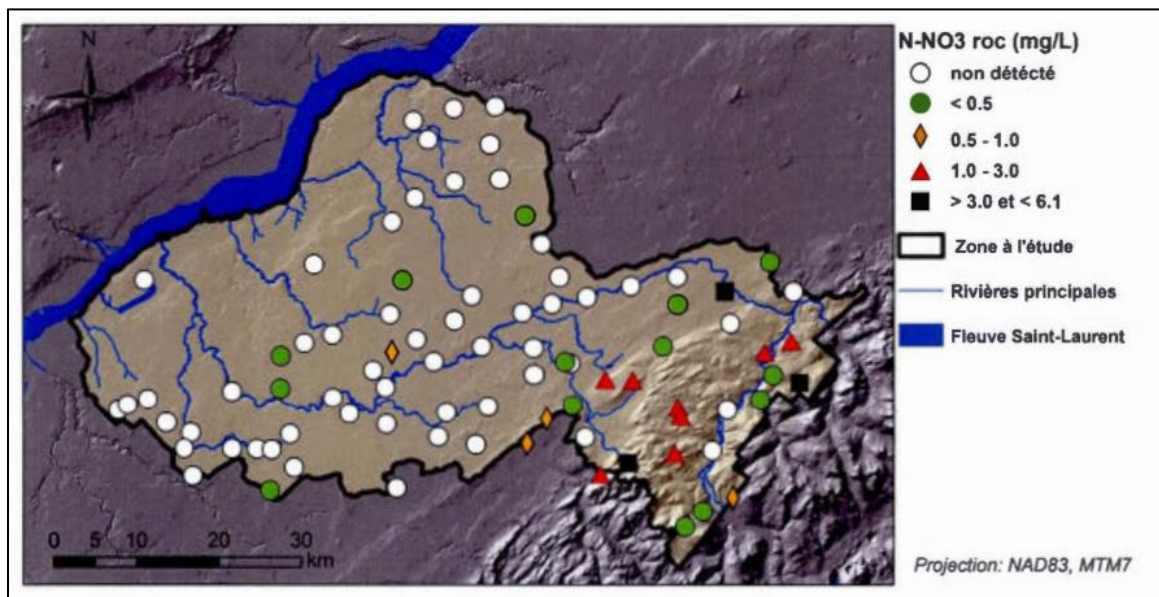 N
N-NO3 roc (mg/L)
non détecté
< 0.5
0.5 - 1.0
1.0 - 3.0
> 3.0 et < 6.1
Zone à l'étude
Rivières principales
Fleuve Saint-Laurent
0 5 10 20 30
km
Projection: NAD83, MTM7